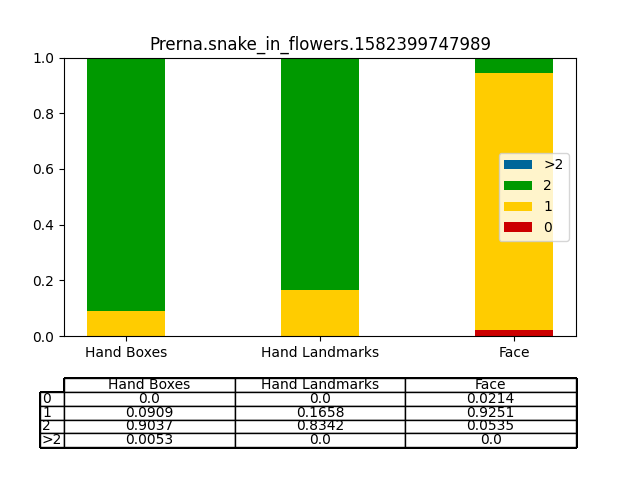 Prerna.snake_in_flowers.1582399747989
1.0
0.8
0.6
0.4
0.2
0.0
>2
2
1
0
Hand Boxes Hand Landmarks Face
Hand Boxes Hand Landmarks Face
0 0.0 0.0 0.0214
1 0.0909 0.1658 0.9251
2 0.9037 0.8342 0.0535
>2 0.0053 0.0 0.0